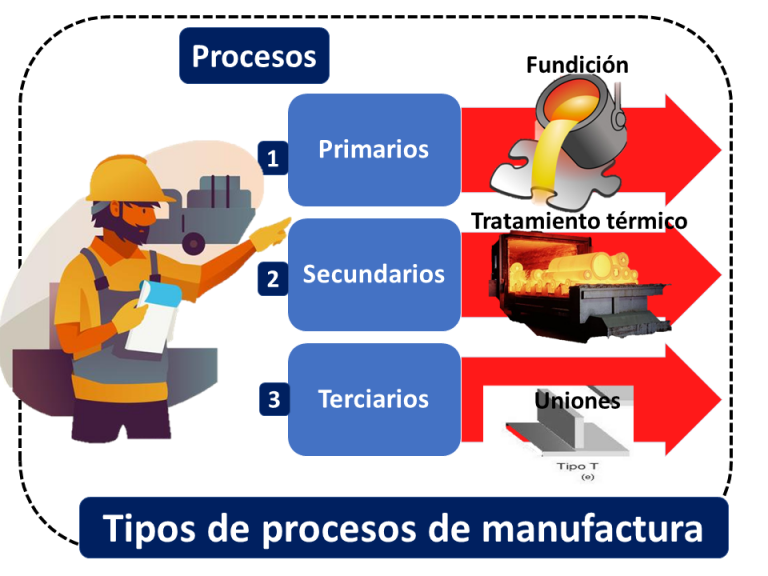 Procesos
Fundición
1
Primarios
Tratamiento térmico
2
Secundarios
3
Terciarios
Uniones
Tipo T
(e)
Tipos de procesos de manufactura